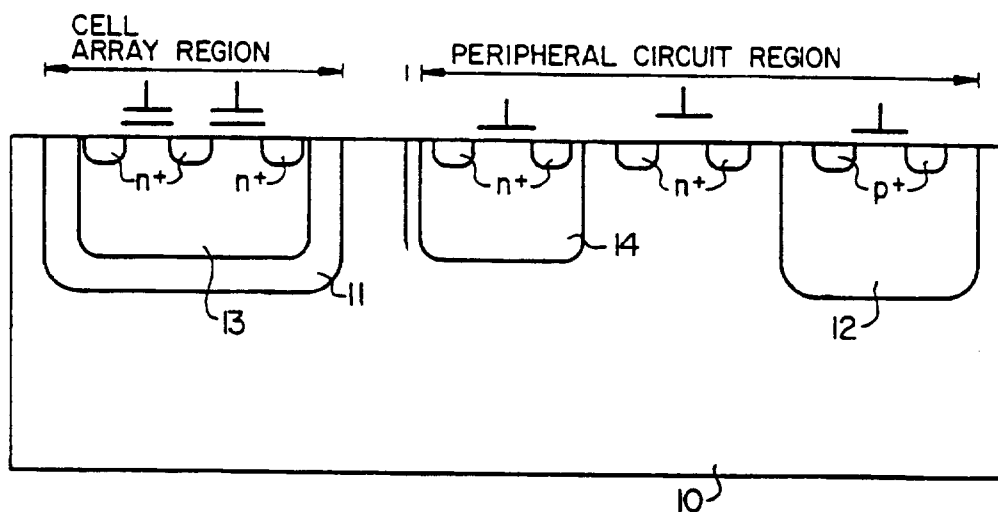 CELL
ARRAY REGION
PERIPHERAL CIRCUIT REGION
n+ n+ n+ n+ p+
14
13 11 12
10